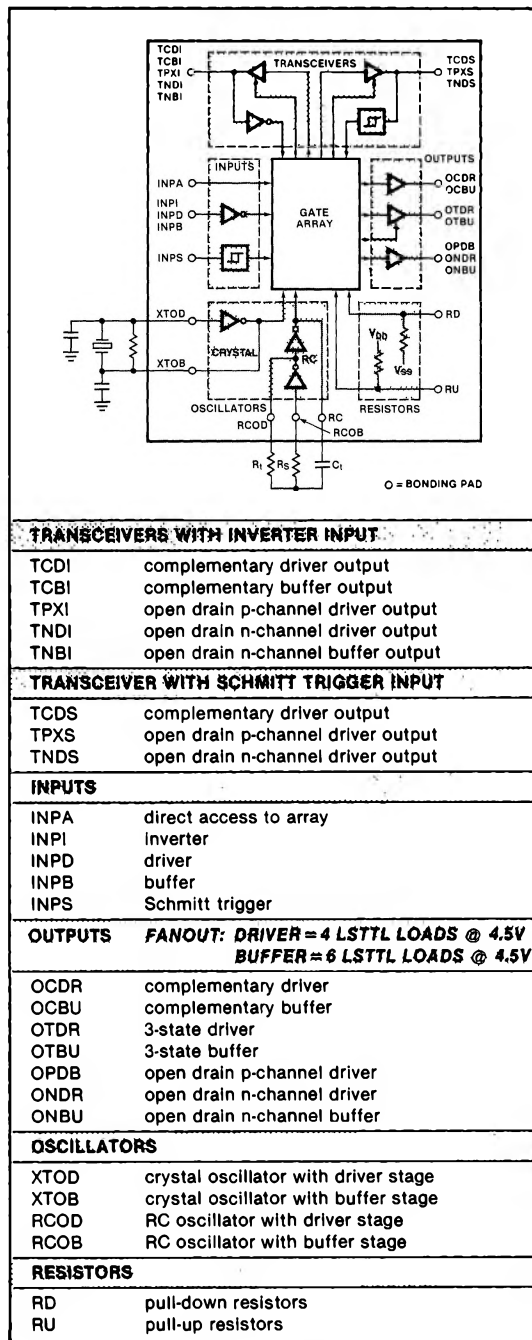 TCDI
TCBI
TPXI
TNDI
TNBI
TRANSCEIVERS
TCDS
TPXS
TNDS
INPUTS
OUTPUTS
INPA
INPI
INPD
INPB
INPS
GATE
ARRAY
OCDR
OCBU
OTDR
OTBU
OPDB
ONDR
ONBU
XTOD
XTOB
CRYSTAL
RC
OSCILLATORS
VDD
VSS
RD
RU
RESISTORS
RCOD
RC
RCOB
Rt
RS
Ct
O = BONDING PAD
TRANSCEIVERS WITH INVERTER INPUT
TCDI complementary driver output
TCBI complementary buffer output
TPXI open drain p-channel driver output
TNDI open drain n-channel driver output
TNBI open drain n-channel buffer output
TRANSCEIVER WITH SCHMITT TRIGGER INPUT
TCDS complementary driver output
TPXS open drain p-channel driver output
TNDS open drain n-channel driver output
INPUTS
INPA direct access to array
INPI inverter
INPD driver
INPB buffer
INPS Schmitt trigger
OUTPUTS FANOUT: DRIVER = 4 LSTTL LOADS @ 4.5V
BUFFER = 6 LSTTL LOADS @ 4.5V
OCDR complementary driver
OCBU complementary buffer
OTDR 3-state driver
OTBU 3-state buffer
OPDB open drain p-channel driver
ONDR open drain n-channel driver
ONBU open drain n-channel buffer
OSCILLATORS
XTOD crystal oscillator with driver stage
XTOB crystal oscillator with buffer stage
RCOD RC oscillator with driver stage
RCOB RC oscillator with buffer stage
RESISTORS
RD pull-down resistors
RU pull-up resistors